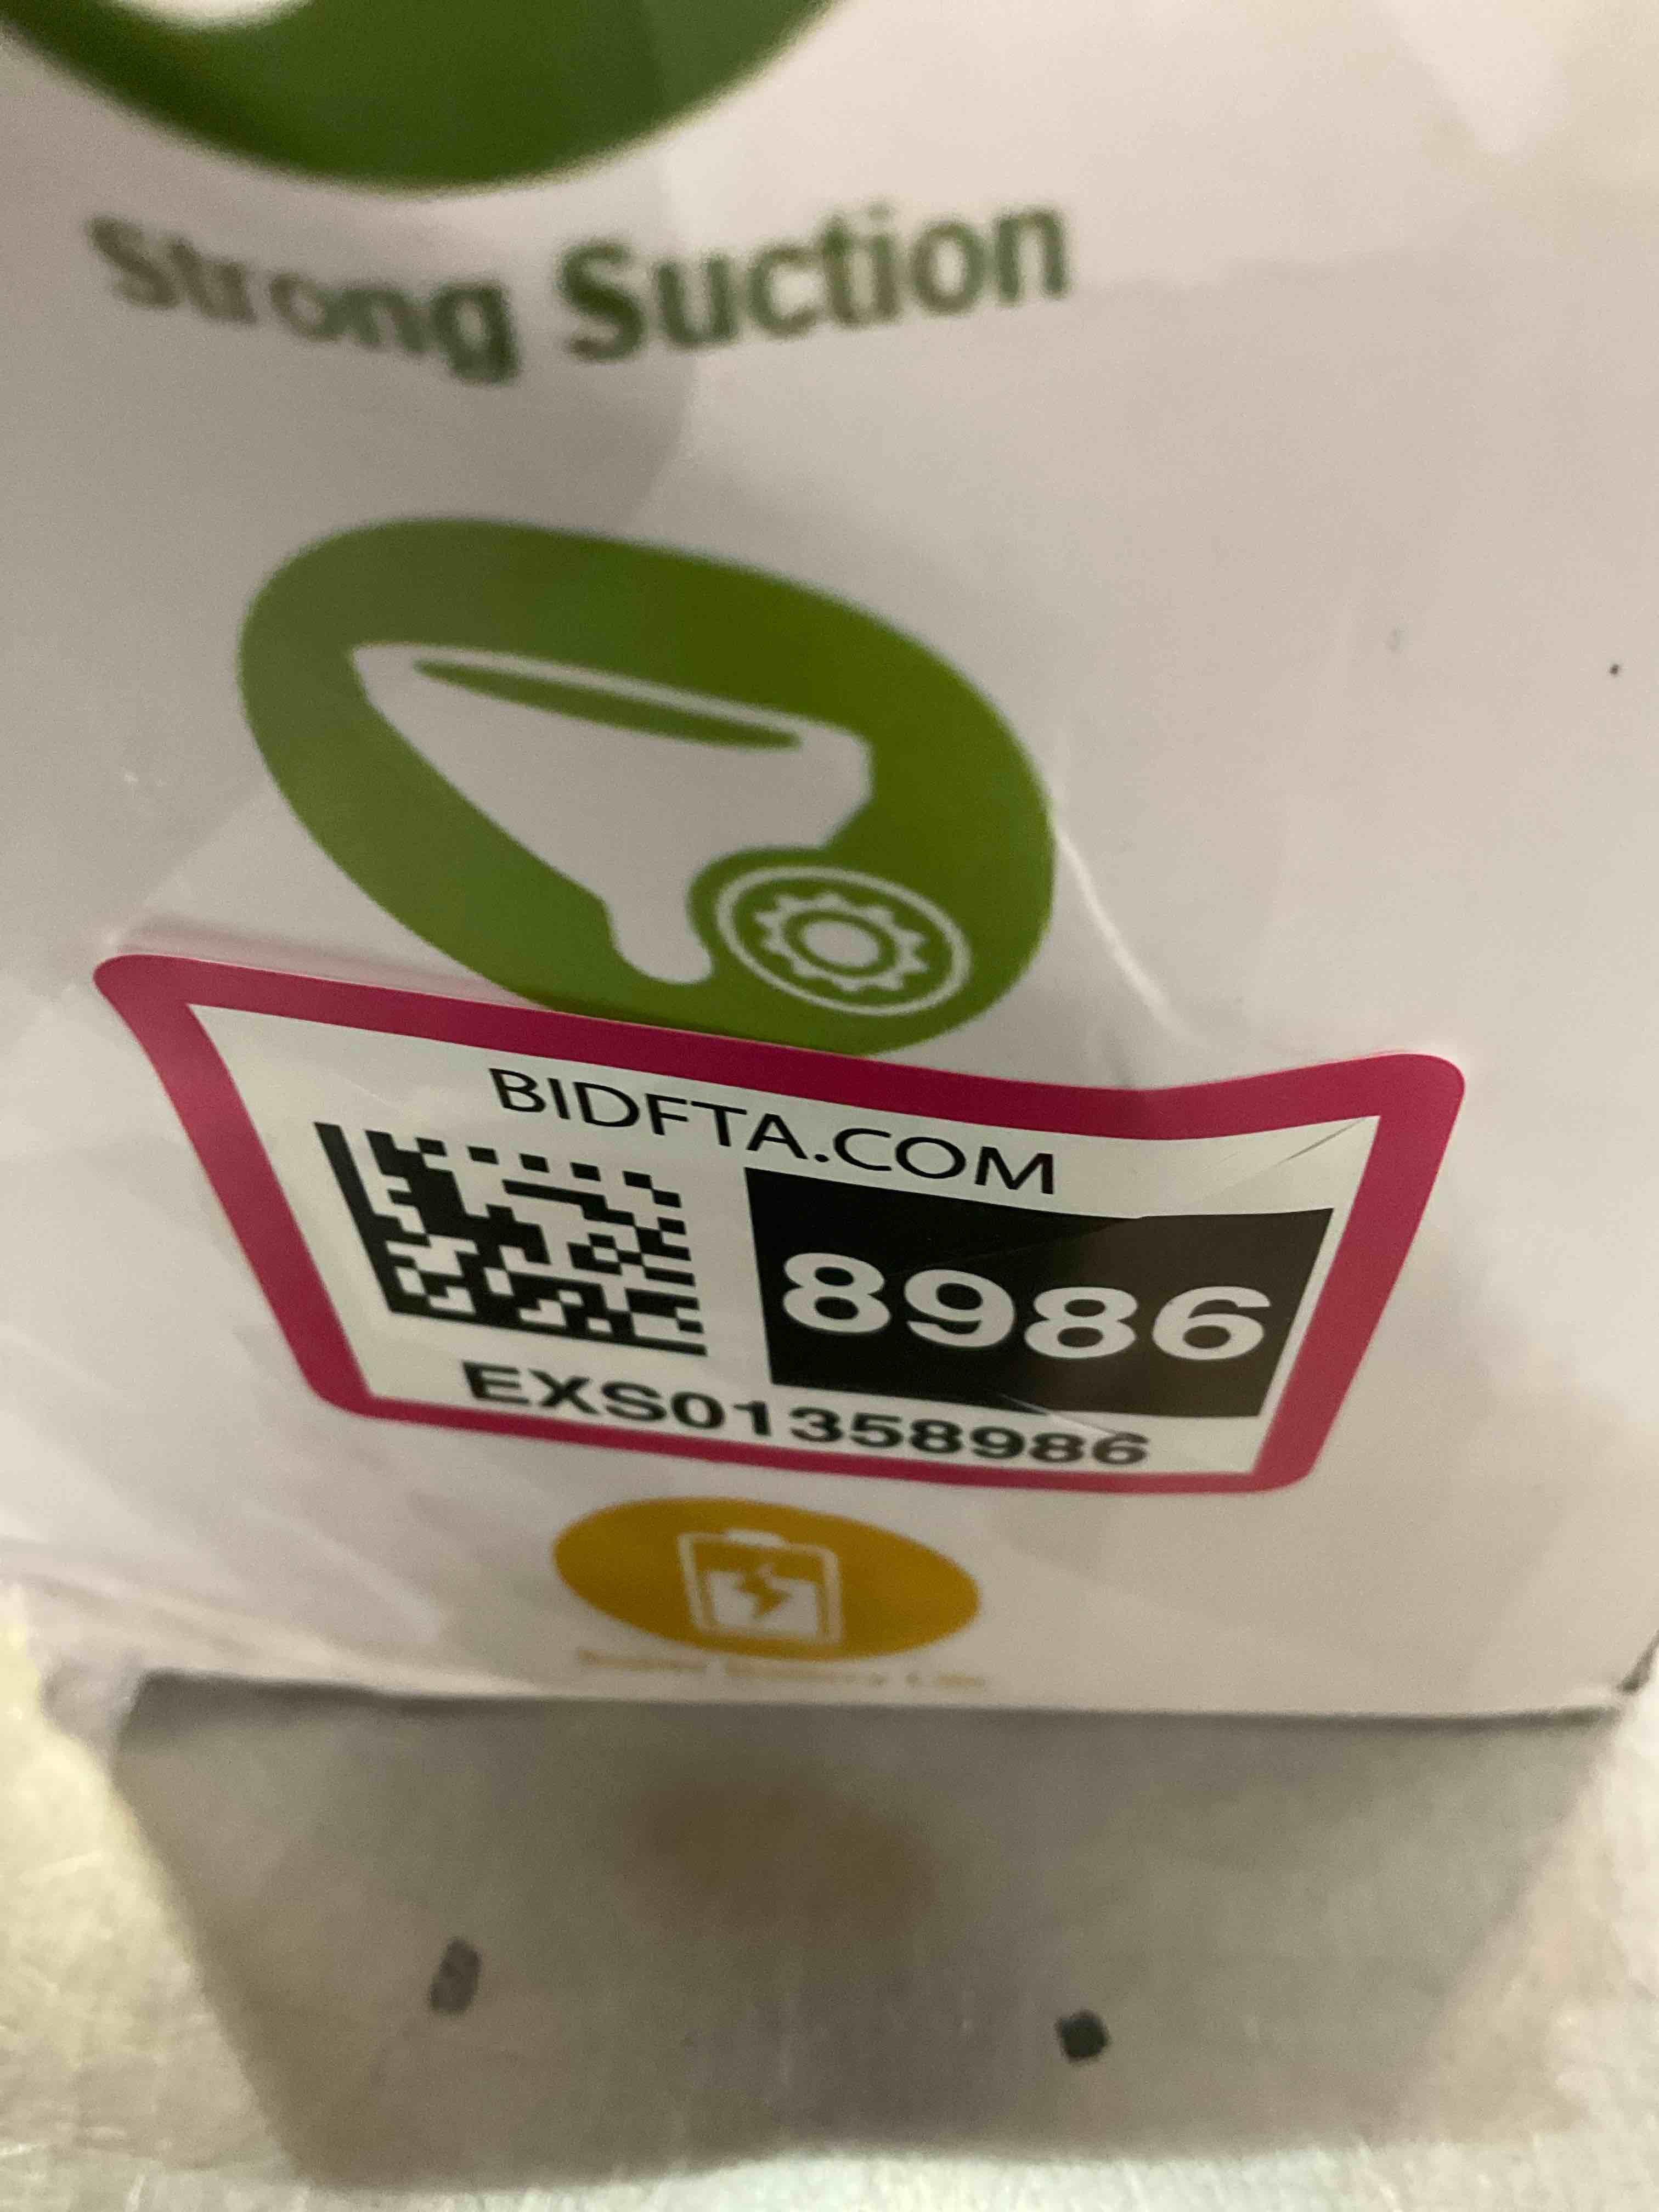 Strong Suction
BIDFTA.COM
8986
EXS01358986